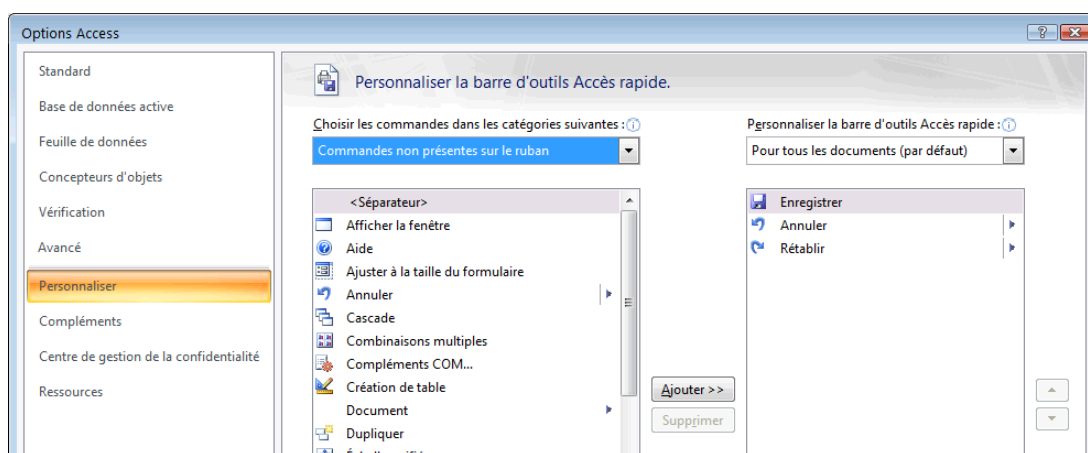 Options Access
Standard
Base de données active
Feuille de données
Concepteurs d'objets
Vérification
Avancé
Personnaliser
Compléments
Centre de gestion de la confidentialité
Ressources
Personnaliser la barre d'outils Accès rapide.
Choisir les commandes dans les catégories suivantes :
Commandes non présentes sur le ruban
<Séparateur>
Afficher la fenêtre
Aide
Ajuster à la taille du formulaire
Annuler
Cascade
Combinaisons multiples
Compléments COM...
Création de table
Document
Dupliquer
Ajouter >>
Supprimer
Personnaliser la barre d'outils Accès rapide :
Pour tous les documents (par défaut)
Enregistrer
Annuler
Rétablir